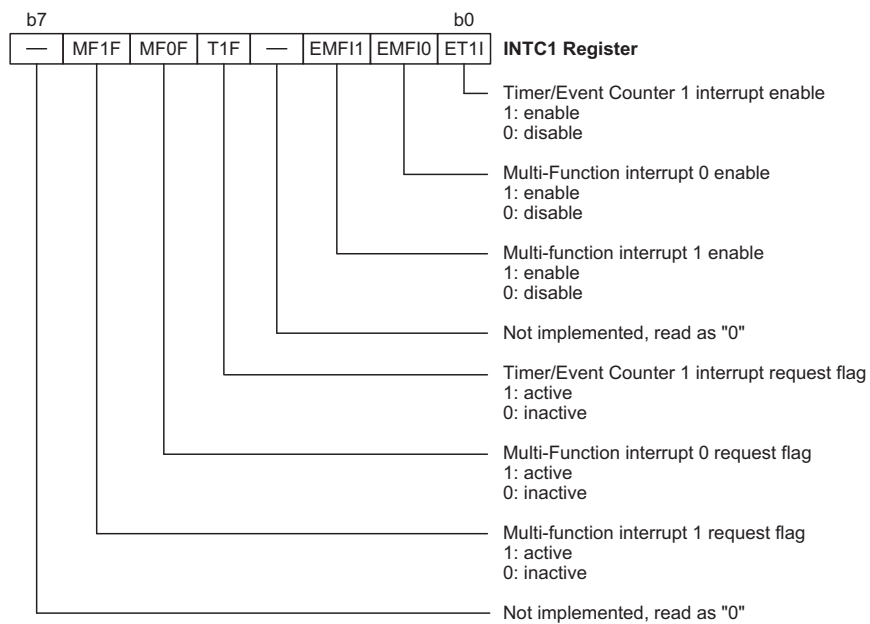 b7 b0
— MF1F MF0F T1F — EMFI1 EMFI0 ET1I INTC1 Register
Timer/Event Counter 1 interrupt enable
1: enable
0: disable
Multi-Function interrupt 0 enable
1: enable
0: disable
Multi-function interrupt 1 enable
1: enable
0: disable
Not implemented, read as "0"
Timer/Event Counter 1 interrupt request flag
1: active
0: inactive
Multi-Function interrupt 0 request flag
1: active
0: inactive
Multi-function interrupt 1 request flag
1: active
0: inactive
Not implemented, read as "0"